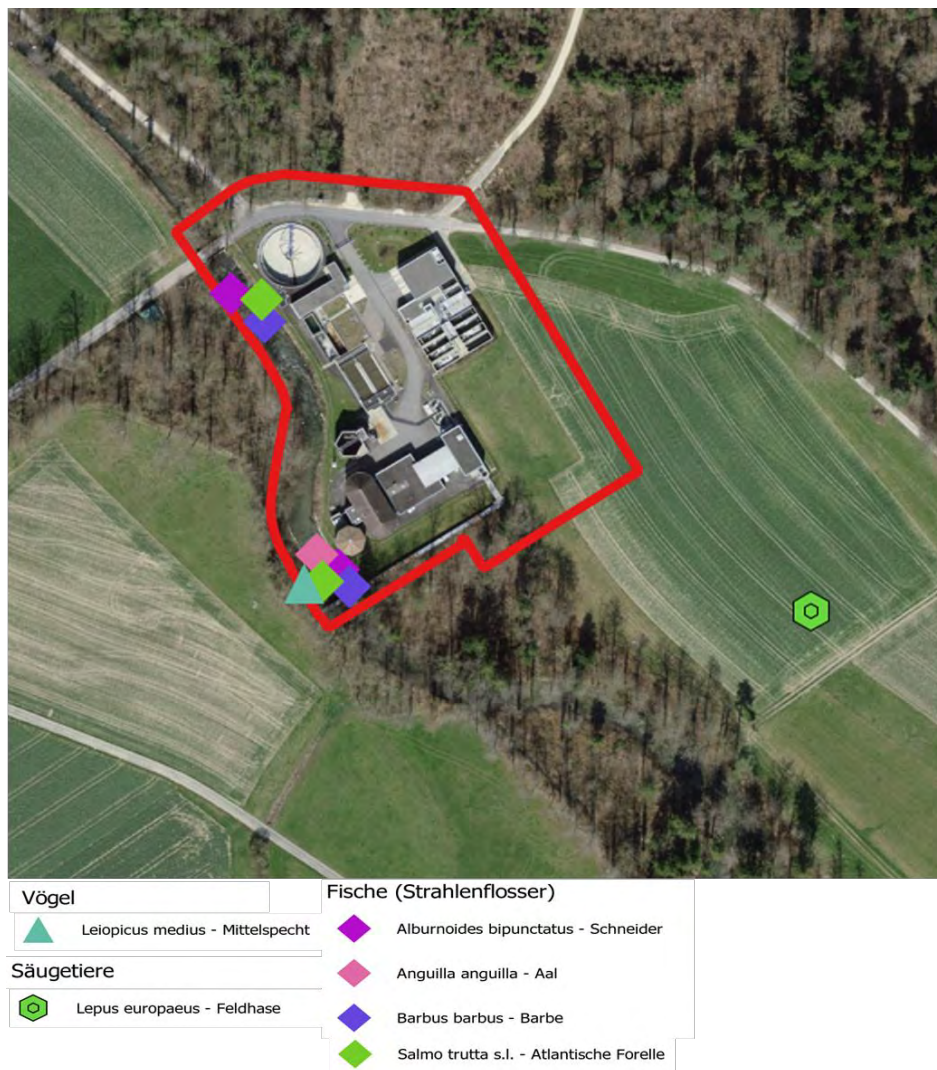 Vögel
Leiopicus medius - Mittelspecht
Säugetiere
Lepus europaeus - Feldhase
Fische (Strahlenflosser)
Alburnoides bipunctatus - Schneider
Anguilla anguilla - Aal
Barbus barbus - Barbe
Salmo trutta s.l. - Atlantische Forelle